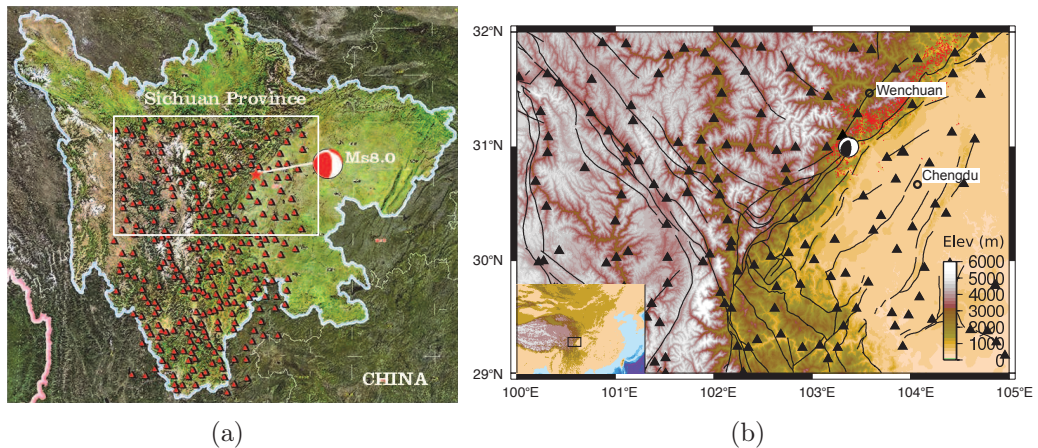 Sichuan Province
Ms8.0
CHINA
(a)
32°N
31°N
30°N
29°N
100°E
101°E
102°E
103°E
104°E
105°E
Wenchuan
Chengdu
Elev (m)
6000
5000
4000
3000
2000
1000
0
(b)